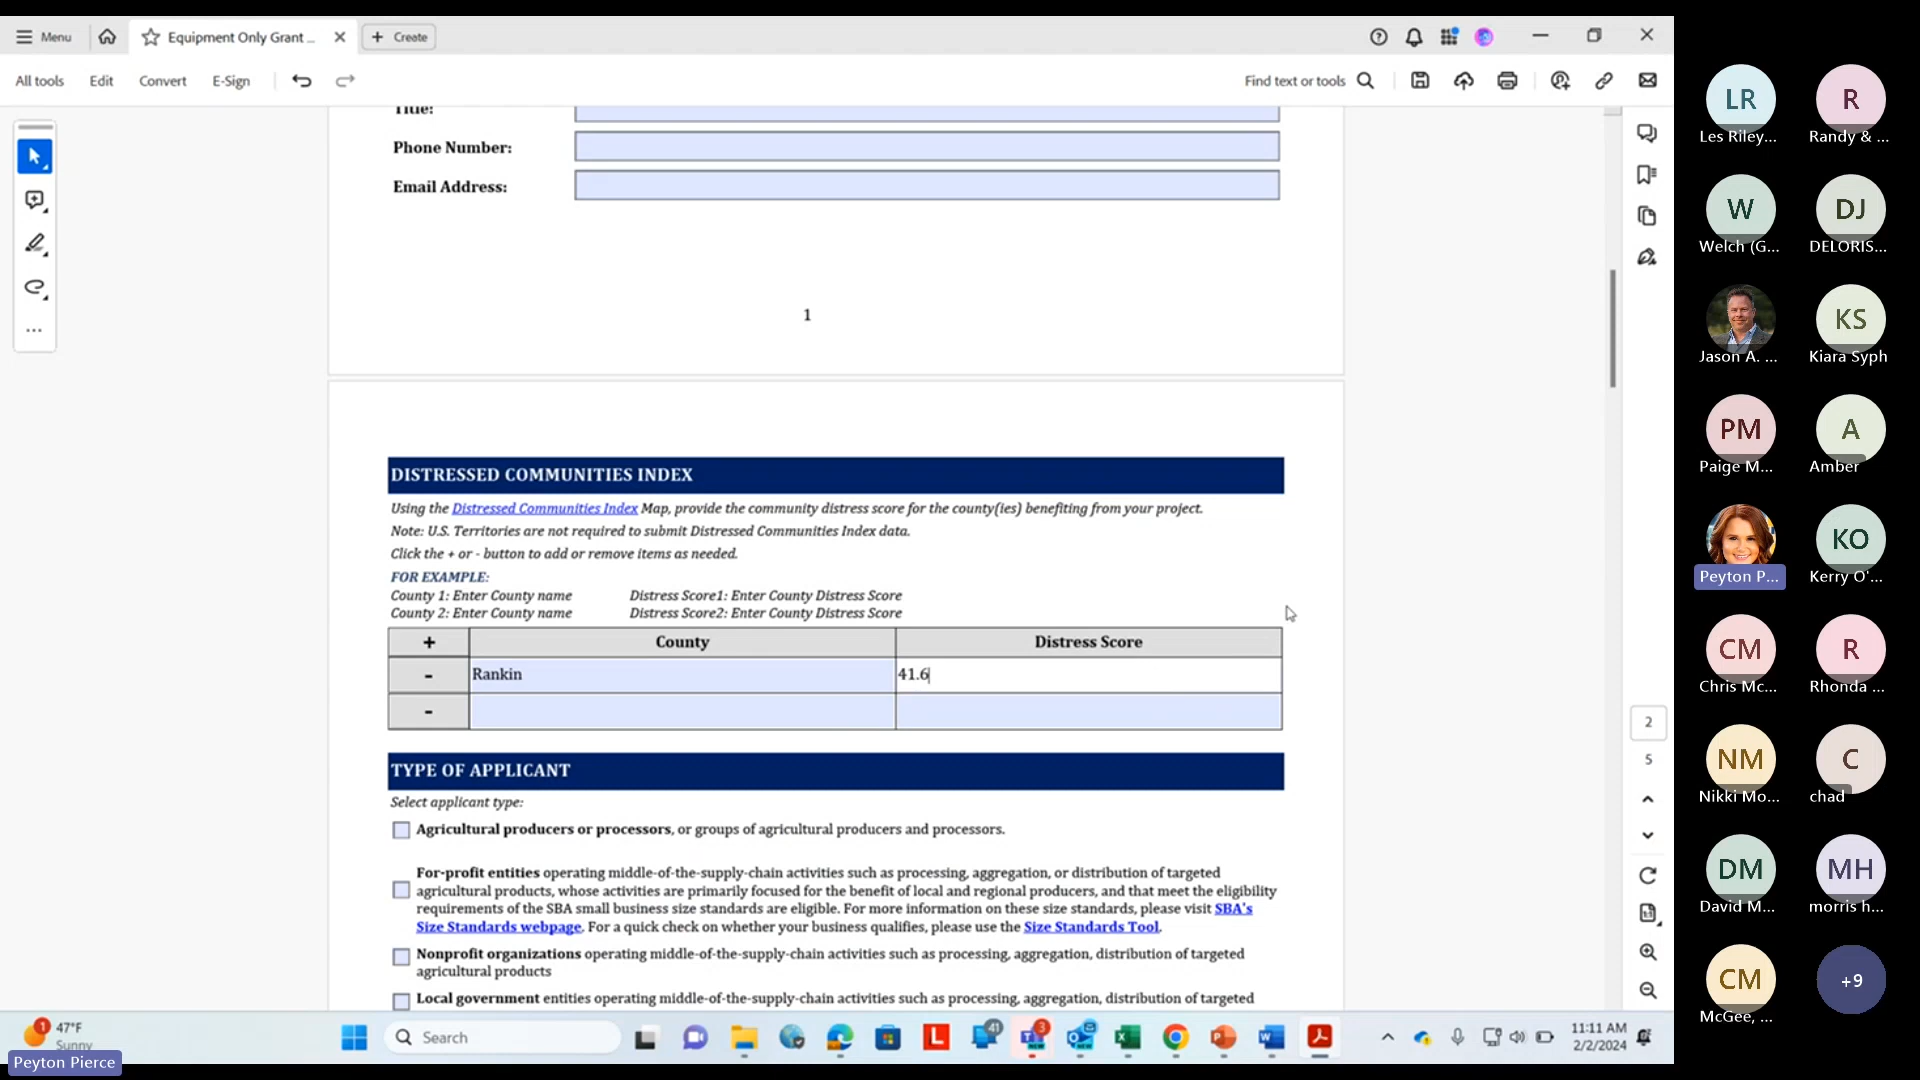 Menu
Equipment Only Grant ...
Create
All tools
Edit
Convert
E-Sign
Find text or tools
Title:
Phone Number:
Email Address:
1
DISTRESSED COMMUNITIES INDEX
Using the Distressed Communities Index Map, provide the community distress score for the county(ies) benefiting from your project.
Note: U.S. Territories are not required to submit Distressed Communities Index data.
Click the + or - button to add or remove items as needed.
FOR EXAMPLE:
County 1: Enter County name Distress Score1: Enter County Distress Score
County 2: Enter County name Distress Score2: Enter County Distress Score
+ County Distress Score
- Rankin 41.6
-
TYPE OF APPLICANT
Select applicant type:
Agricultural producers or processors, or groups of agricultural producers and processors.
For-profit entities operating middle-of-the-supply-chain activities such as processing, aggregation, or distribution of targeted
agricultural products, whose activities are primarily focused for the benefit of local and regional producers, and that meet the eligibility
requirements of the SBA small business size standards are eligible. For more information on these size standards, please visit SBA's
Size Standards webpage. For a quick check on whether your business qualifies, please use the Size Standards Tool.
Nonprofit organizations operating middle-of-the-supply-chain activities such as processing, aggregation, distribution of targeted
agricultural products
Local government entities operating middle-of-the-supply-chain activities such as processing, aggregation, distribution of targeted
2
5
1
47°F
Sunny
Search
41
3
11:11 AM
2/2/2024
Peyton Pierce
LR
Les Riley...
R
Randy & ...
W
Welch (G...
DJ
DELORIS...
Jason A. ...
KS
Kiara Syph
PM
Paige M...
A
Amber
Peyton P...
KO
Kerry O'...
CM
Chris Mc...
R
Rhonda ...
NM
Nikki Mo...
C
chad
DM
David M...
MH
morris h...
CM
McGee, ...
+9